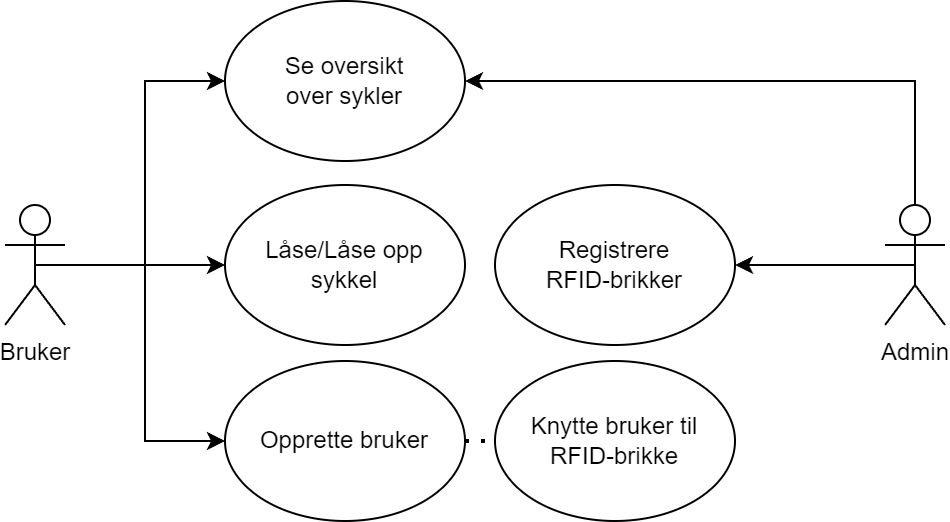 Se oversikt
over sykler
Låse/Låse opp
sykkel
Registrere
RFID-brikker
Bruker
Admin
Opprette bruker
Knytte bruker til
RFID-brikke